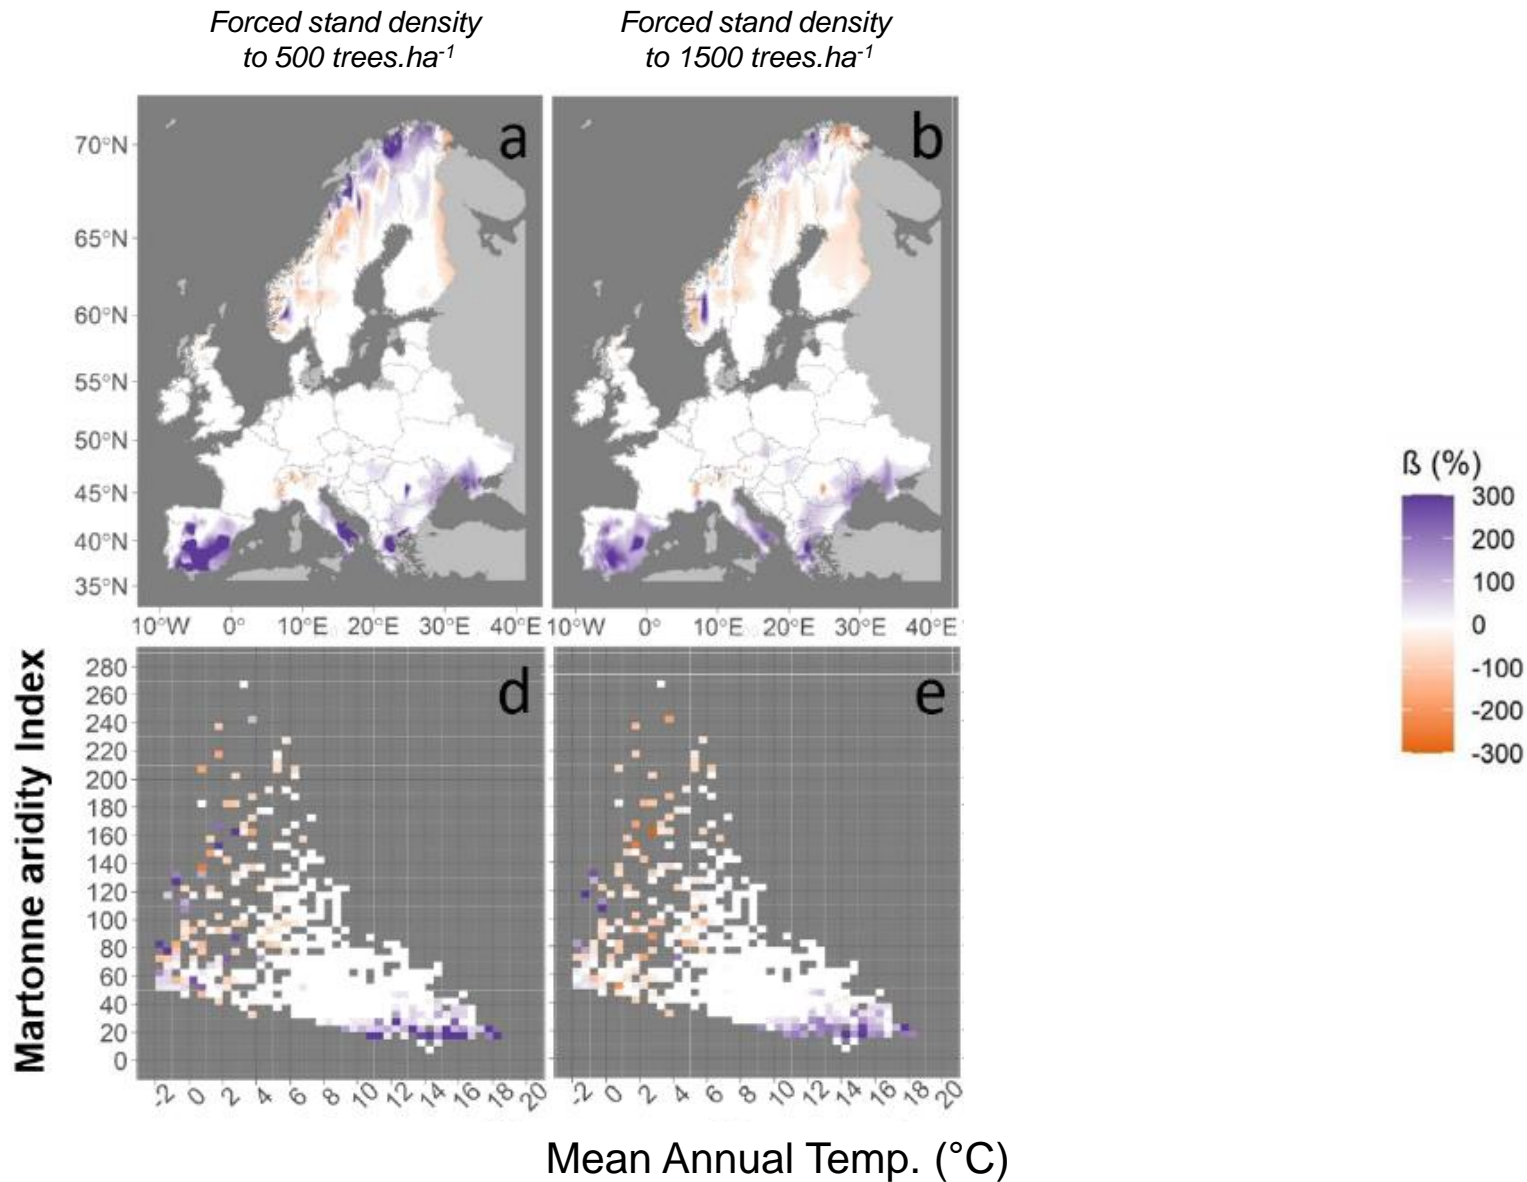 Forced stand density
to 500 trees.ha-1
Forced stand density
to 1500 trees.ha-1
a
b
70°N
65°N
60°N
55°N
50°N
45°N
40°N
35°N
10°W 0° 10°E 20°E 30°E 40°E
10°W 0° 10°E 20°E 30°E 40°E
ß (%)
300
200
100
0
-100
-200
-300
Martonne aridity Index
d
e
280
260
240
220
200
180
160
140
120
100
80
60
40
20
0
-2 0 2 4 6 8 10 12 14 16 18 20
-2 0 2 4 6 8 10 12 14 16 18 20
Mean Annual Temp. (°C)